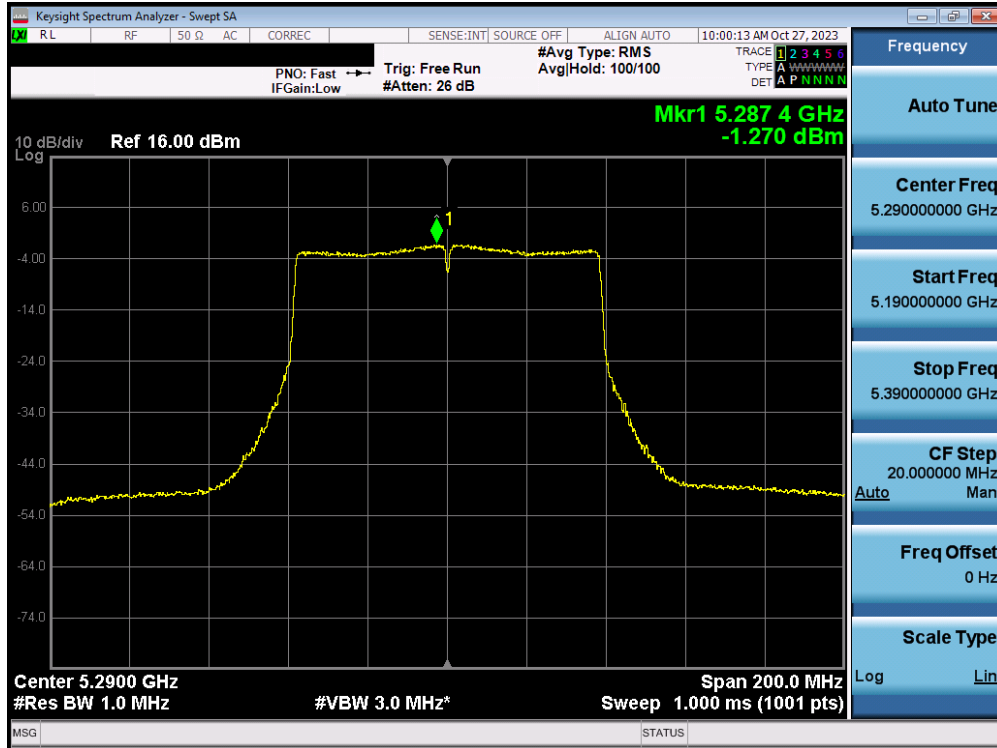 Keysight Spectrum Analyzer - Swept SA
LXI RL RF 50 Ω AC CORREC SENSE:INT SOURCE OFF ALIGN AUTO 10:00:13 AM Oct 27, 2023
PNO: Fast
IFGain:Low
Trig: Free Run
#Atten: 26 dB
#Avg Type: RMS
Avg|Hold: 100/100
TRACE 1 2 3 4 5 6
TYPE A WWWWW
DET A P N N N N
Mkr1 5.287 4 GHz
-1.270 dBm
10 dB/div Ref 16.00 dBm
Log
6.00
1
-4.00
-14.0
-24.0
-34.0
-44.0
-54.0
-64.0
-74.0
Center 5.2900 GHz Span 200.0 MHz
#Res BW 1.0 MHz #VBW 3.0 MHz* Sweep 1.000 ms (1001 pts)
MSG STATUS
Frequency
Auto Tune
Center Freq
5.290000000 GHz
Start Freq
5.190000000 GHz
Stop Freq
5.390000000 GHz
CF Step
20.000000 MHz
Auto Man
Freq Offset
0 Hz
Scale Type
Log Lin